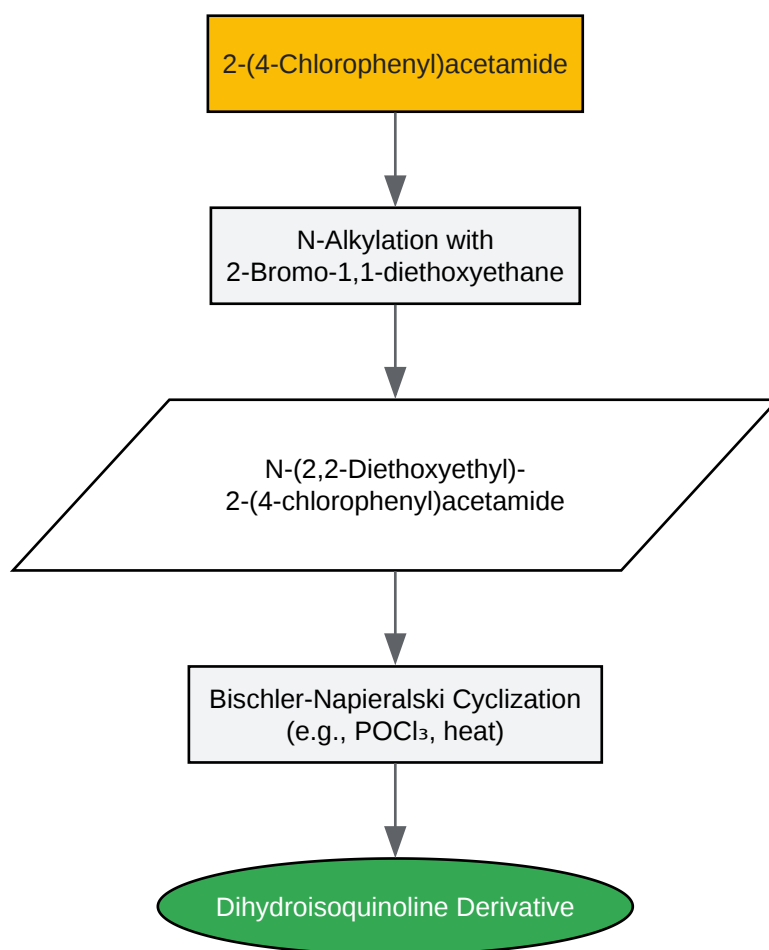 2-(4-Chlorophenyl)acetamide
N-Alkylation with
2-Bromo-1,1-diethoxyethane
N-(2,2-Diethoxyethyl)-
2-(4-chlorophenyl)acetamide
Bischler-Napieralski Cyclization
(e.g., POCl₃, heat)
Dihydroisoquinoline Derivative